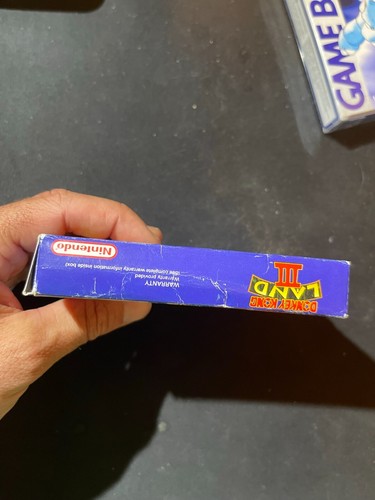 DONKEY KONG
LAND
III
WARRANTY
Warranty provided
(See complete warranty information inside box)
Nintendo
GAME B